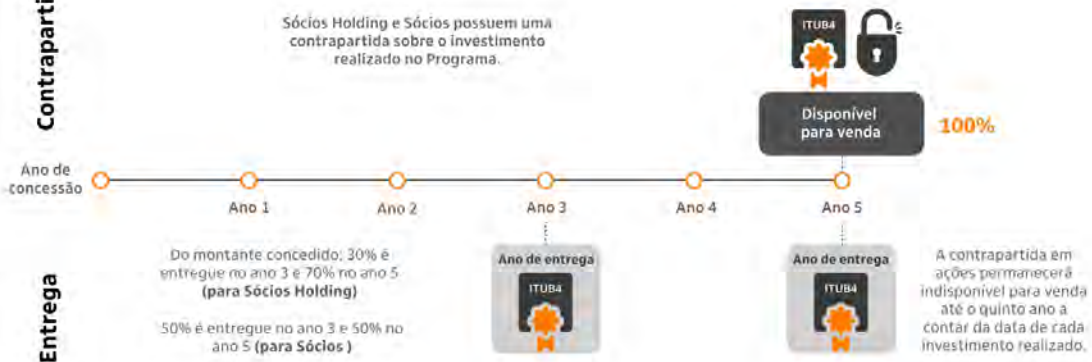 Sócios Holding e Sócios possuem uma
contrapartida sobre o investimento
realizado no Programa.
ITUB4
Disponível
para venda
100%
Ano de
concessão
Ano 1
Ano 2
Ano 3
Ano 4
Ano 5
Do montante concedido: 30% é
entregue no ano 3 e 70% no ano 5
(para Sócios Holding)
50% é entregue no ano 3 e 50% no
ano 5 (para Sócios )
Ano de entrega
ITUB4
Ano de entrega
ITUB4
A contrapartida em
ações permanecerá
indisponível para venda
até o quinto ano a
contar da data de cada
investimento realizado.
Contraparti
Entrega